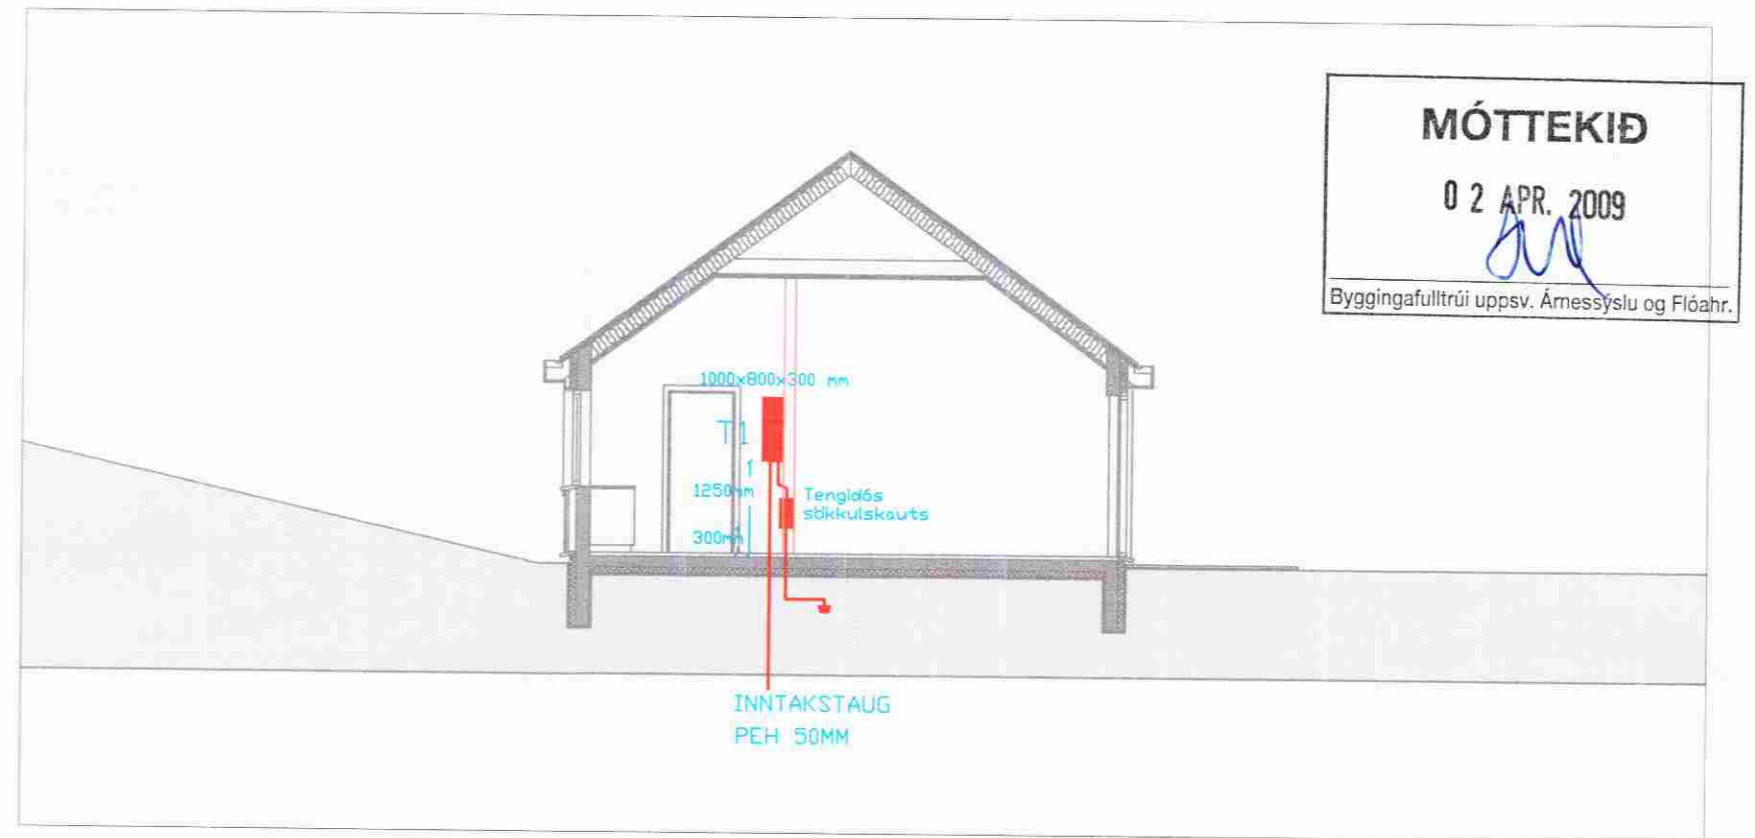 MÓTTEKIÐ
0 2 APR. 2009
Byggingafulltrúi uppsv. Árnessýslu og Flóahr.
1000x800x300 mm
T1
1250mm
Tengidós
sökkulskauts
300mm
INNTAKSTAUG
PEH 50MM